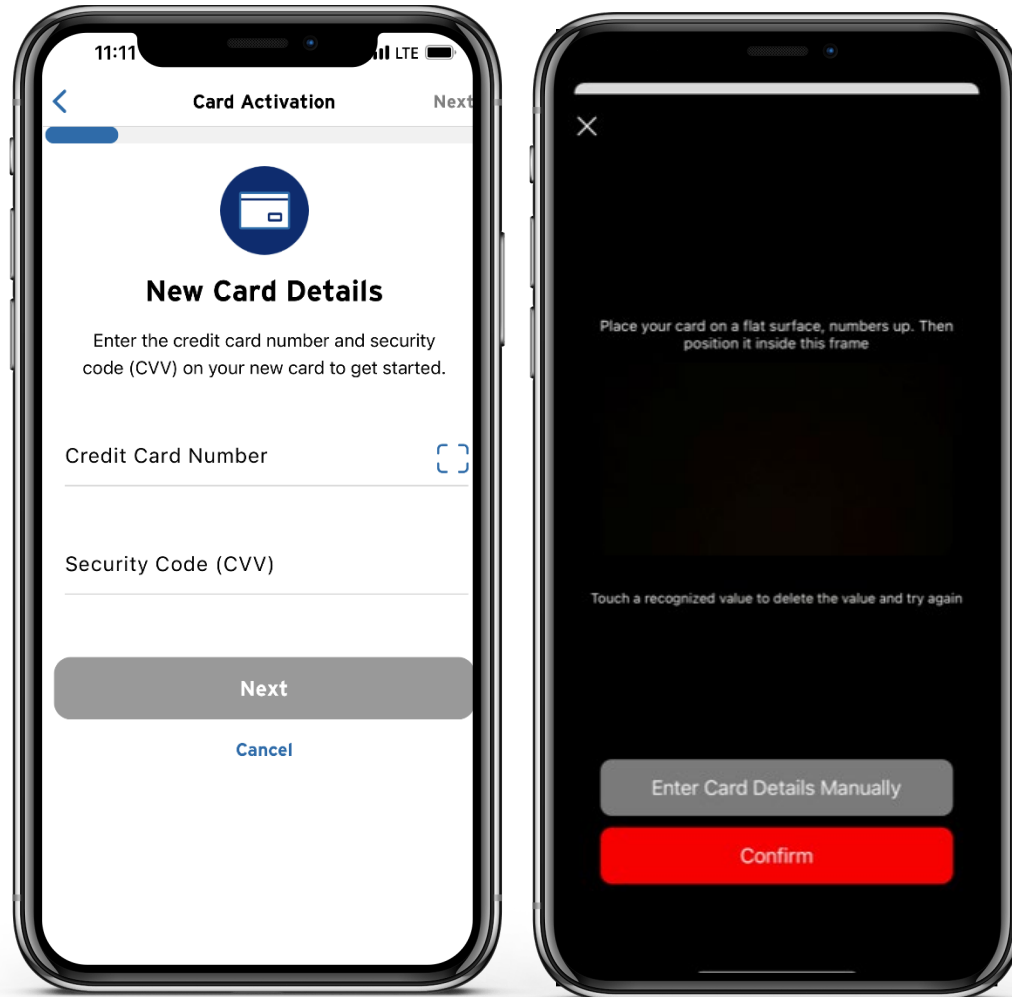 11:11 LTE
Card Activation Next
New Card Details
Enter the credit card number and security
code (CVV) on your new card to get started.
Credit Card Number
Security Code (CVV)
Next
Cancel
Place your card on a flat surface, numbers up. Then
position it inside this frame
Touch a recognized value to delete the value and try again
Enter Card Details Manually
Confirm